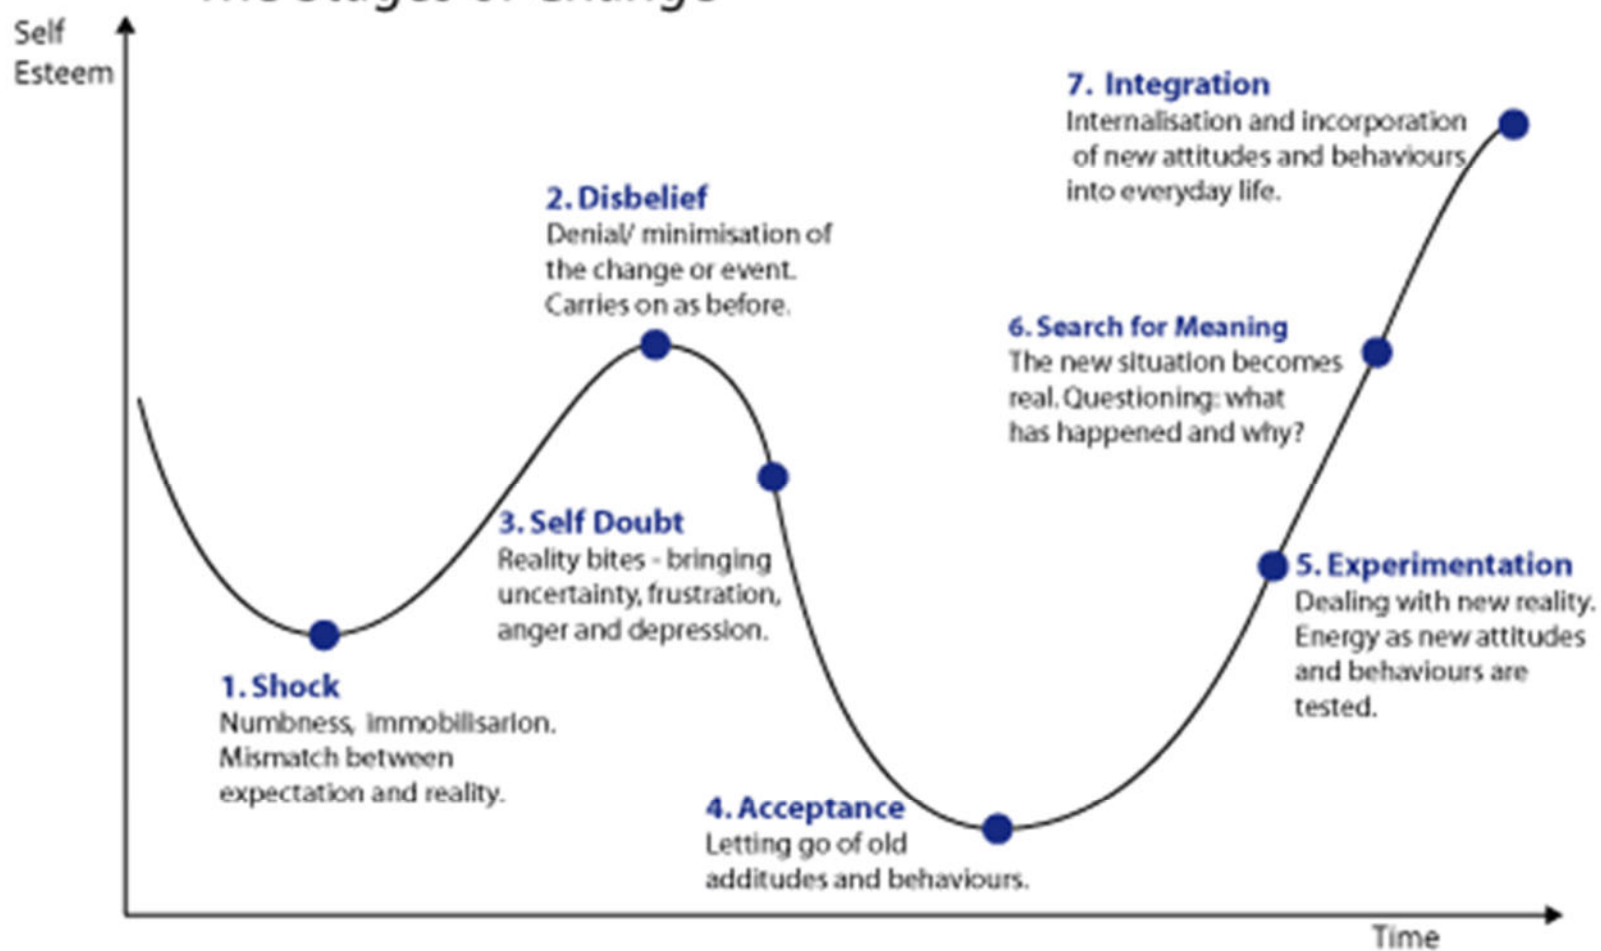 The Stages of Change
Self
Esteem
7. Integration
Internalisation and incorporation
of new attitudes and behaviours
into everyday life.
2. Disbelief
Denial/ minimisation of
the change or event.
Carries on as before.
6. Search for Meaning
The new situation becomes
real. Questioning: what
has happened and why?
3. Self Doubt
Reality bites - bringing
uncertainty, frustration,
anger and depression.
5. Experimentation
Dealing with new reality.
Energy as new attitudes
and behaviours are
tested.
1. Shock
Numbness, immobilisarion.
Mismatch between
expectation and reality.
4. Acceptance
Letting go of old
additudes and behaviours.
Time